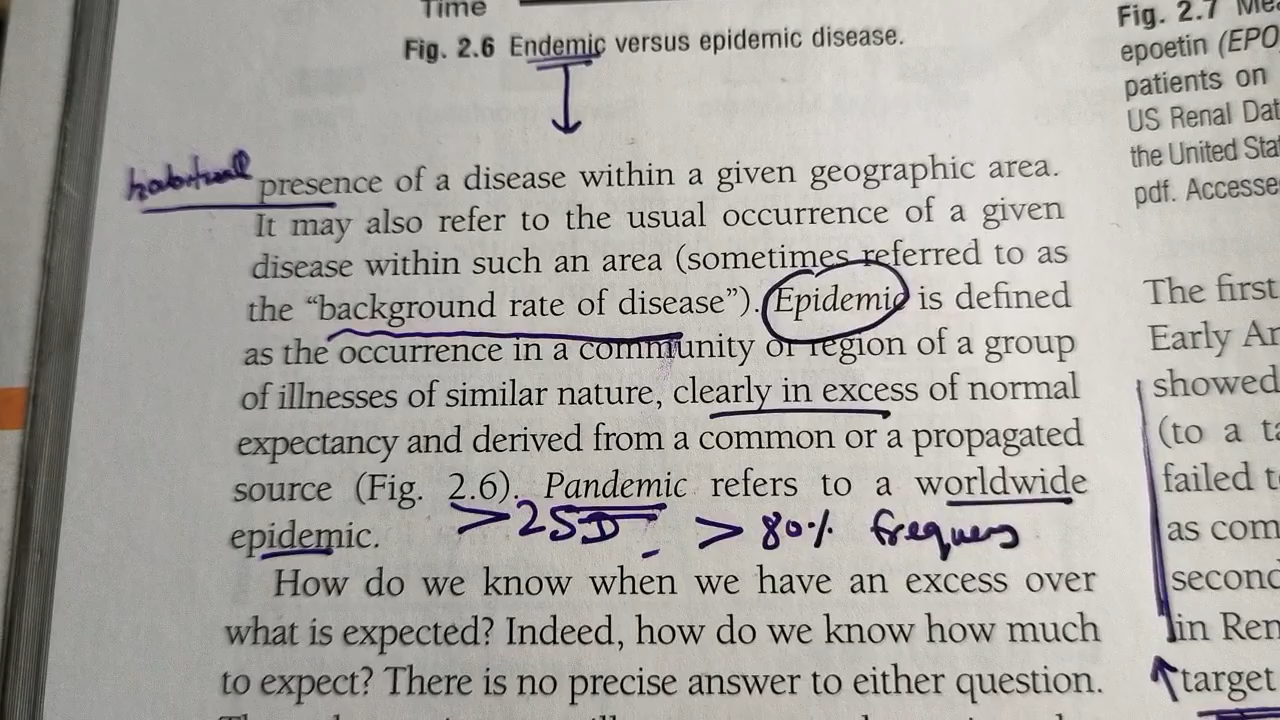 Time
Fig. 2.6 Endemic versus epidemic disease.
habitual presence of a disease within a given geographic area.
It may also refer to the usual occurrence of a given
disease within such an area (sometimes referred to as
the “background rate of disease”). Epidemic is defined
as the occurrence in a community or region of a group
of illnesses of similar nature, clearly in excess of normal
expectancy and derived from a common or a propagated
source (Fig. 2.6). Pandemic refers to a worldwide
epidemic.
>2SD >80%
How do we know when we have an excess over
what is expected? Indeed, how do we know how much
to expect? There is no precise answer to either question.
Fig. 2.7
epoetin (EPO
patients on
US Renal Dat
the United Sta
pdf. Accesse
The first
Early Ar
showed
(to a ta
failed t
as com
second
in Ren
target